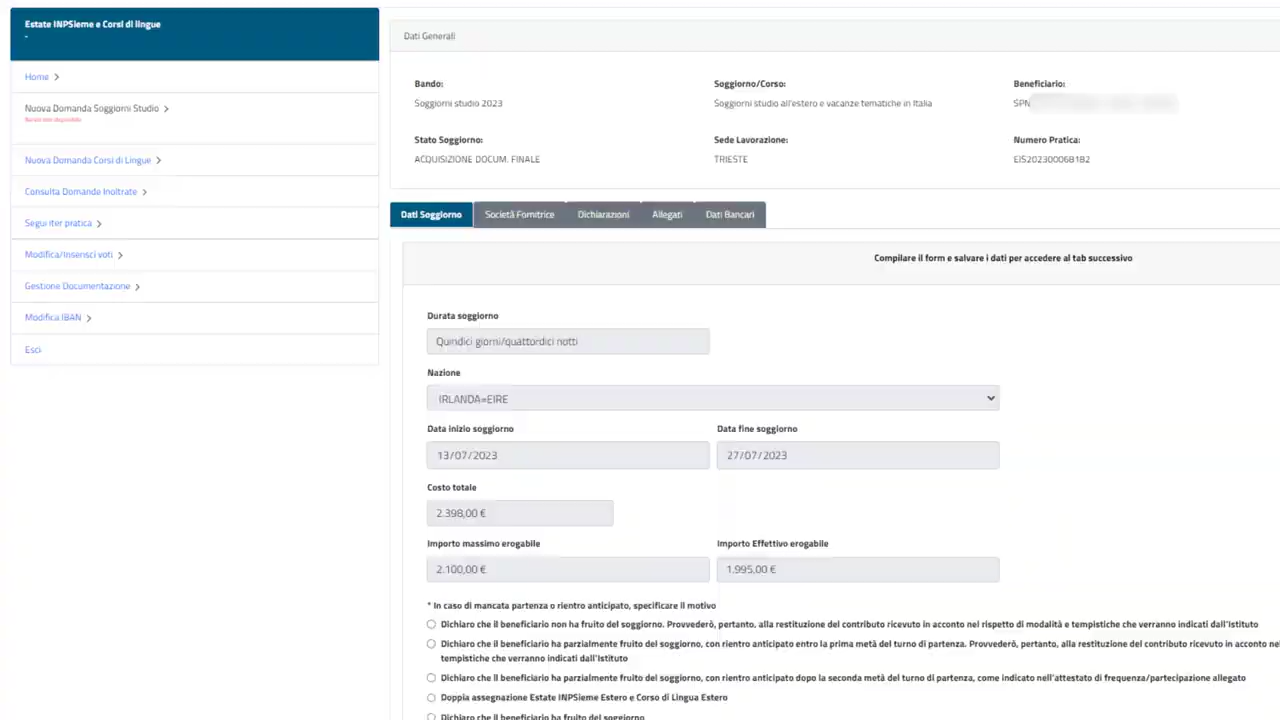 Estate INPSieme e Corsi di lingue
-
Home >
Nuova Domanda Soggiorni Studio >
Bando non disponibile
Nuova Domanda Corsi di Lingue >
Consulta Domande Inoltrate >
Segui iter pratica >
Modifica/Inserisci voti >
Gestione Documentazione >
Modifica IBAN >
Esci
Dati Generali
Bando: Soggiorno/Corso: Beneficiario:
Soggiorni studio 2023 Soggiorni studio all'estero e vacanze tematiche in Italia SPN
Stato Soggiorno: Sede Lavorazione: Numero Pratica:
ACQUISIZIONE DOCUM. FINALE TRIESTE EIS202300068182
Dati Soggiorno Società Fornitrice Dichiarazioni Allegati Dati Bancari
Compilare il form e salvare i dati per accedere al tab successivo
Durata soggiorno
Quindici giorni/quattordici notti
Nazione
IRLANDA=EIRE
Data inizio soggiorno Data fine soggiorno
13/07/2023 27/07/2023
Costo totale
2.398,00 €
Importo massimo erogabile Importo Effettivo erogabile
2.100,00 € 1.995,00 €
* In caso di mancata partenza o rientro anticipato, specificare il motivo
Dichiaro che il beneficiario non ha fruito del soggiorno. Provvederò, pertanto, alla restituzione del contributo ricevuto in acconto nel rispetto di modalità e tempistiche che verranno indicati dall'Istituto
Dichiaro che il beneficiario ha parzialmente fruito del soggiorno, con rientro anticipato entro la prima metà del turno di partenza. Provvederò, pertanto, alla restituzione del contributo ricevuto in acconto ne
tempistiche che verranno indicati dall'Istituto
Dichiaro che il beneficiario ha parzialmente fruito del soggiorno, con rientro anticipato dopo la seconda metà del turno di partenza, come indicato nell'attestato di frequenza/partecipazione allegato
Doppia assegnazione Estate INPSieme Estero e Corso di Lingua Estero
Dichiaro che il beneficiario ha fruito del soggiorno